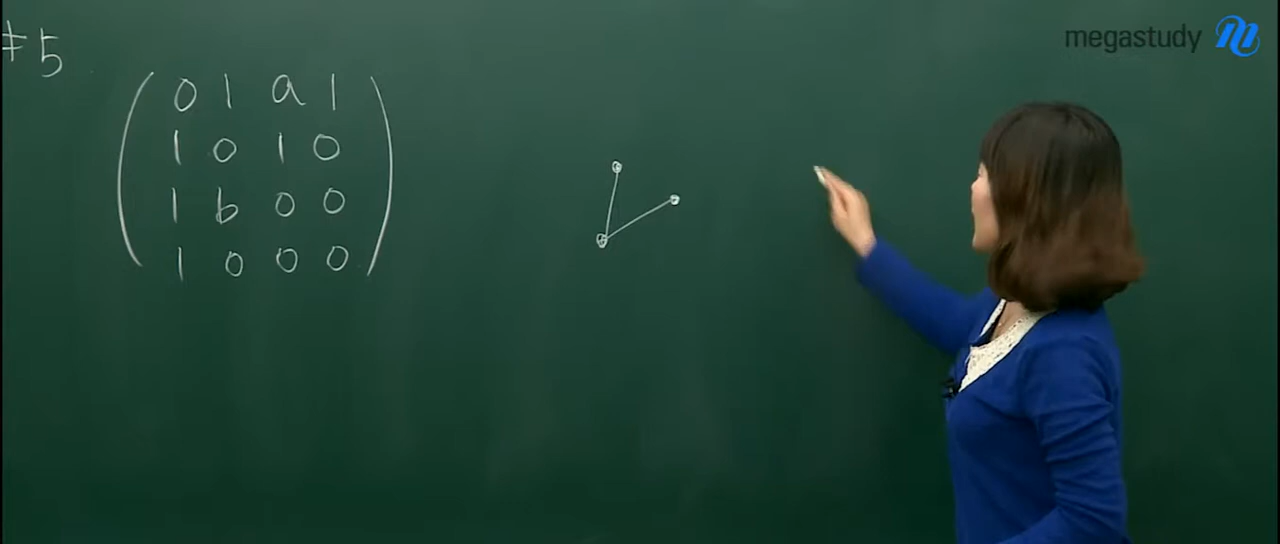 #5
megastudy
0 1 a 1
1 0 1 0
1 b 0 0
1 0 0 0